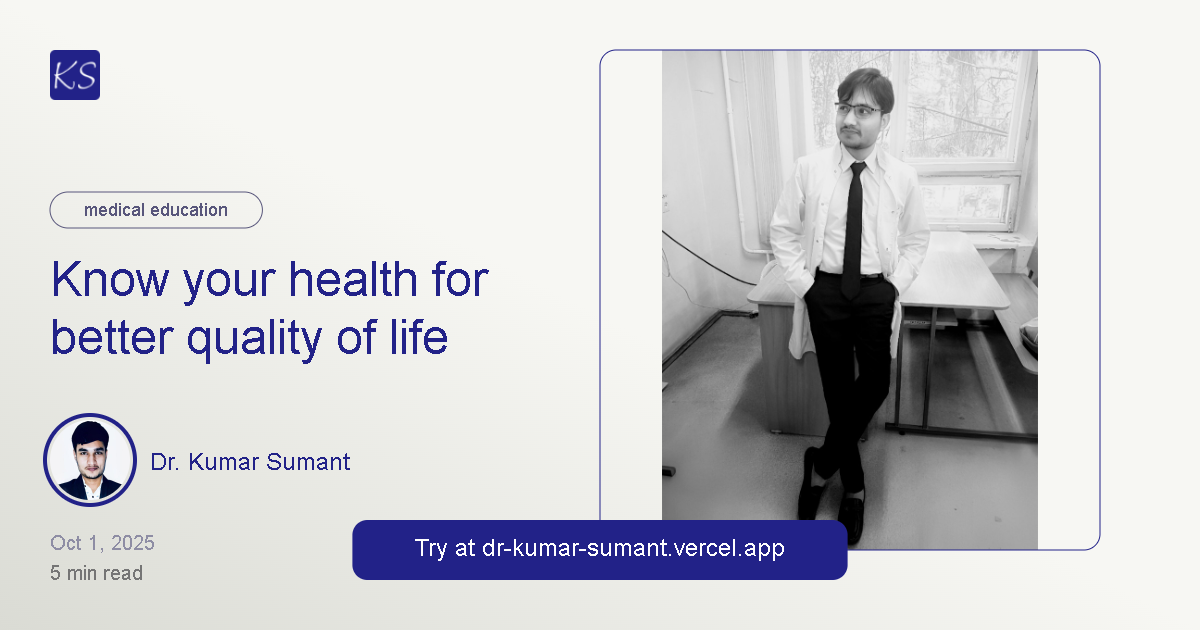 KS
medical education
Know your health for
better quality of life
Dr. Kumar Sumant
Oct 1, 2025
5 min read
Try at dr-kumar-sumant.vercel.app